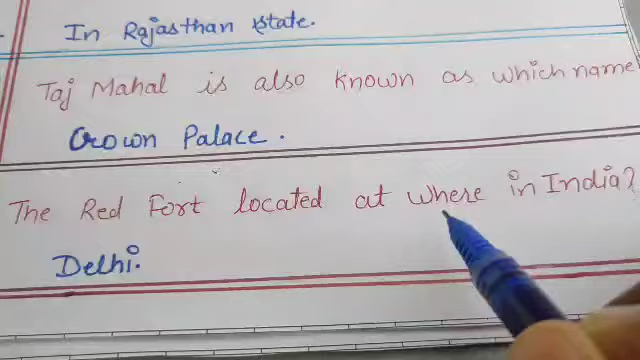 In Rajasthan State.
Taj Mahal is also known as which name
Crown Palace.
The Red Fort located at where in India?
Delhi.